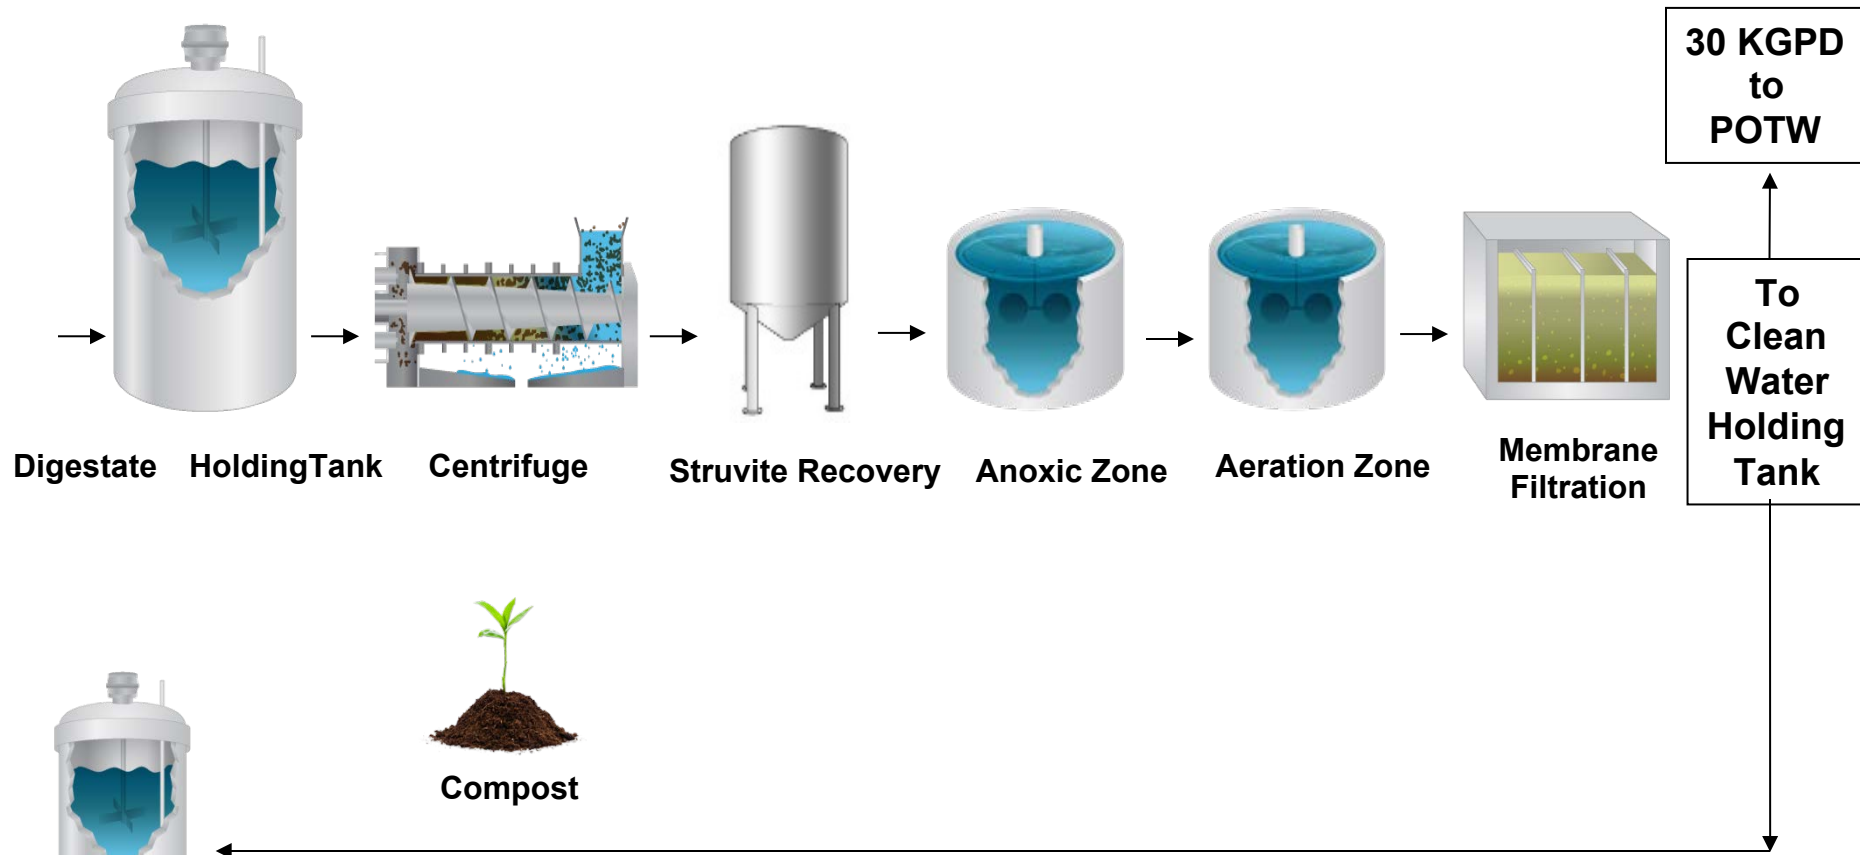 30 KGPD
to
POTW
To
Clean
Water
Holding
Tank
Digestate HoldingTank
Centrifuge
Struvite Recovery
Anoxic Zone
Aeration Zone
Membrane
Filtration
Compost